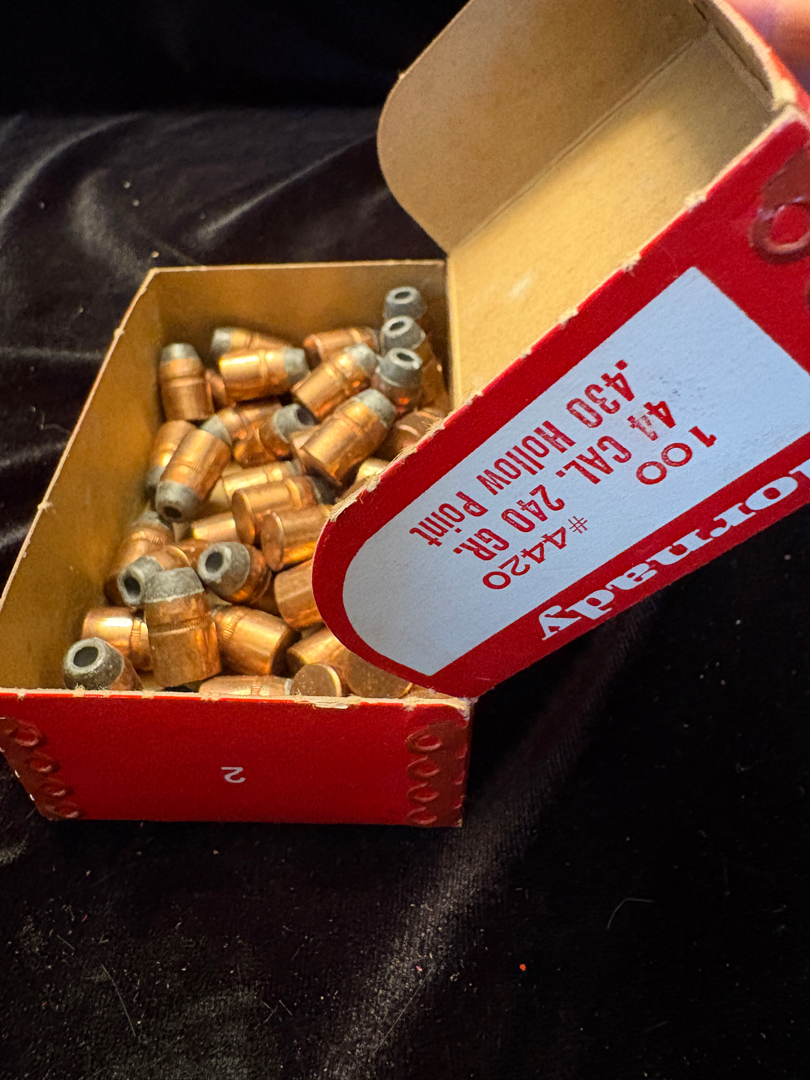 100
44 CAL. 240 GR.
.430 Hollow Point
#4420
Hornady
2